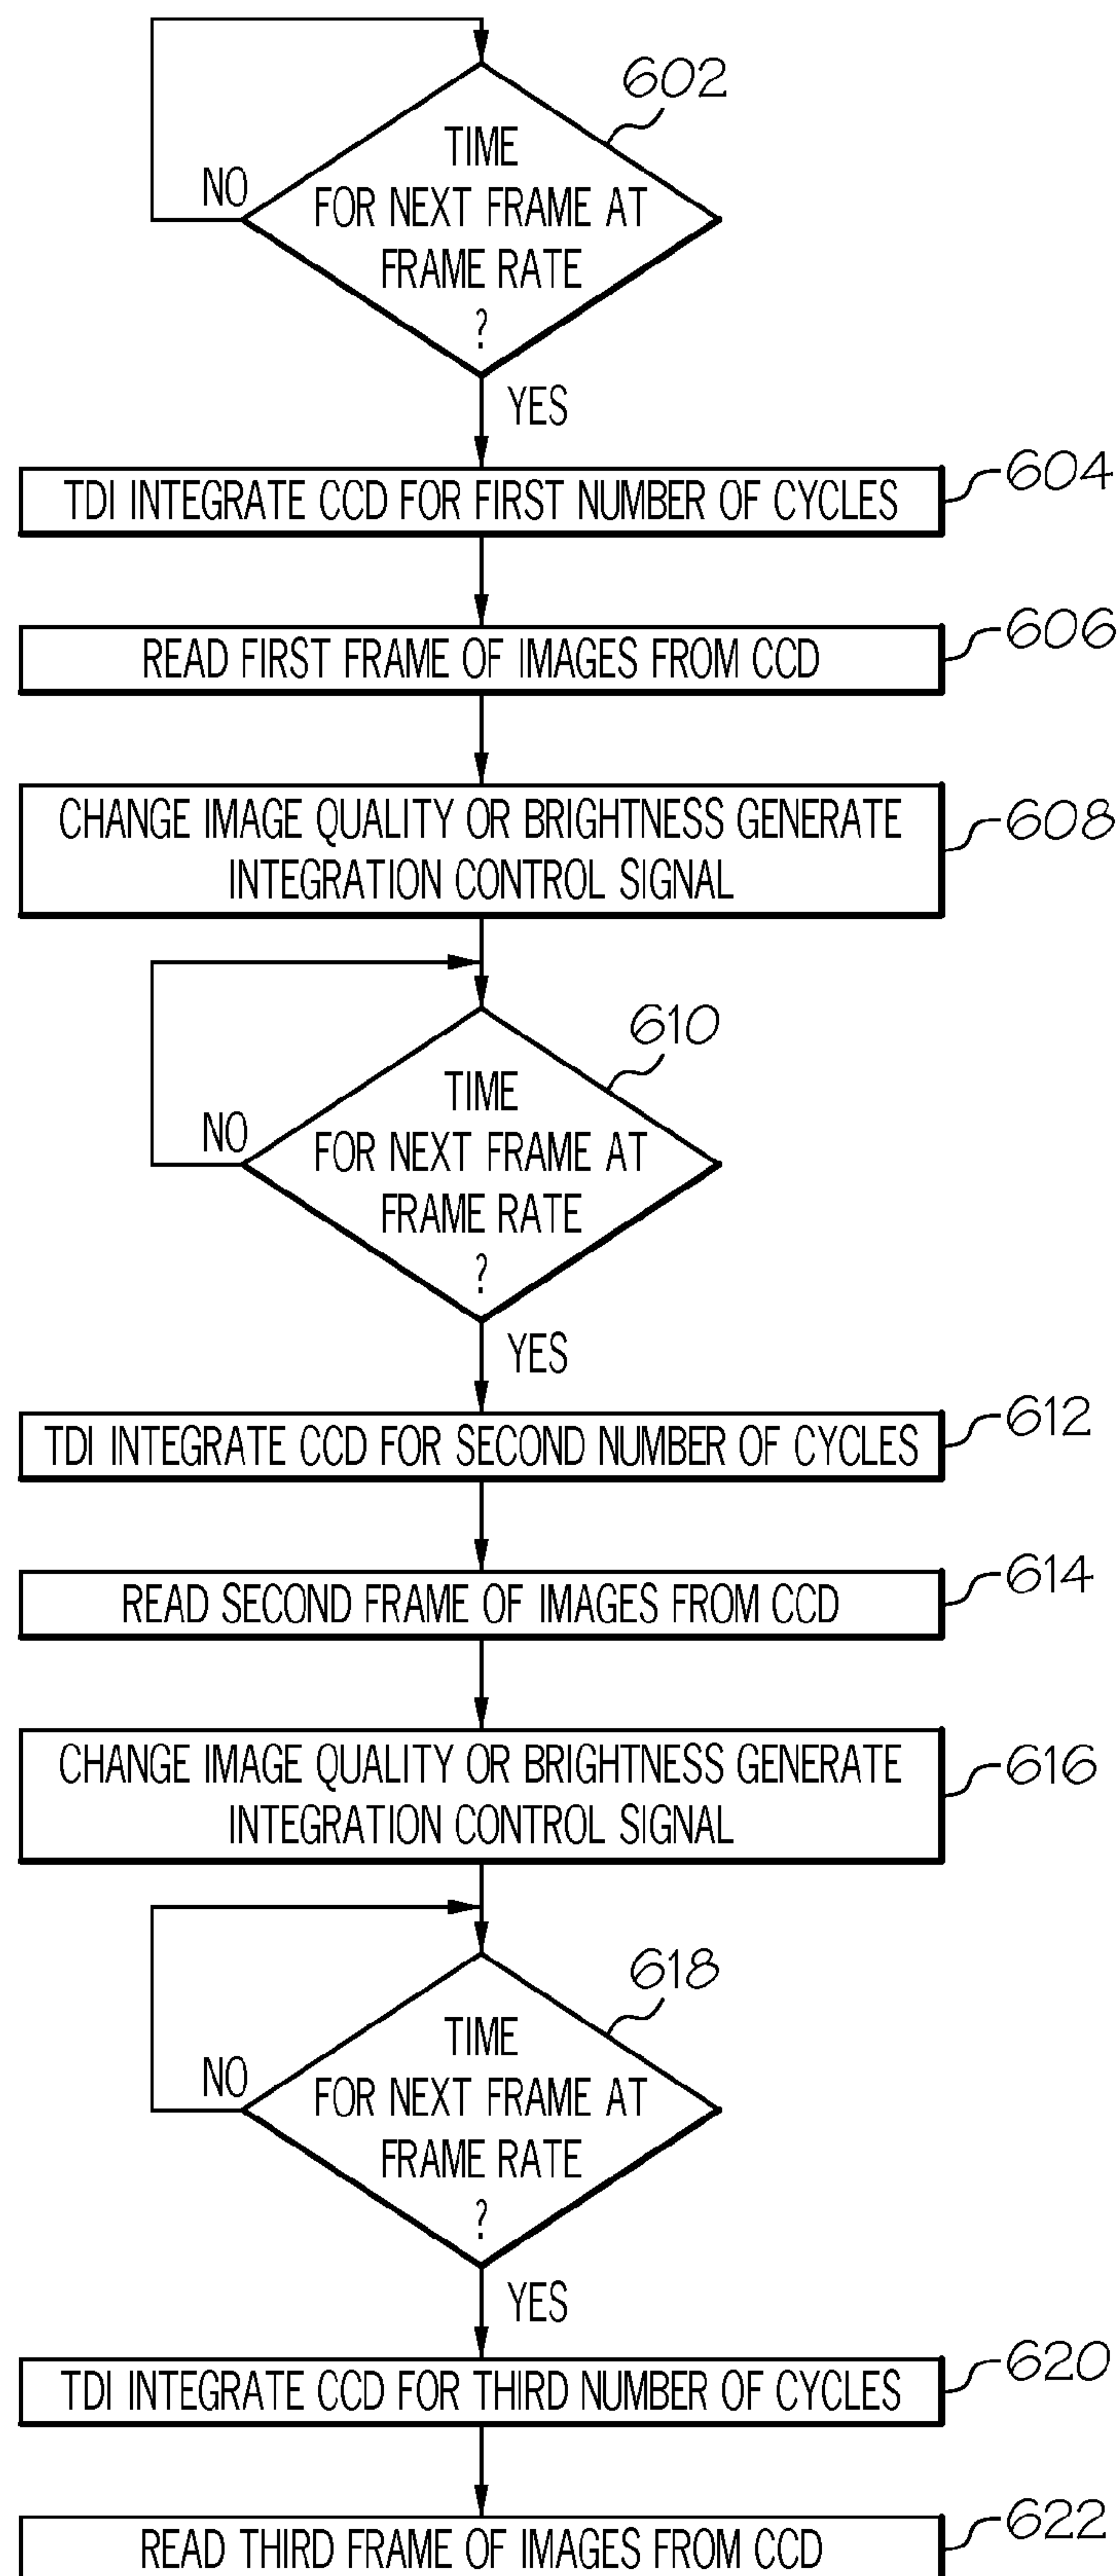 602
TIME
FOR NEXT FRAME AT
FRAME RATE
?
NO
YES
TDI INTEGRATE CCD FOR FIRST NUMBER OF CYCLES
604
READ FIRST FRAME OF IMAGES FROM CCD
606
CHANGE IMAGE QUALITY OR BRIGHTNESS GENERATE
INTEGRATION CONTROL SIGNAL
608
610
TIME
FOR NEXT FRAME AT
FRAME RATE
?
NO
YES
TDI INTEGRATE CCD FOR SECOND NUMBER OF CYCLES
612
READ SECOND FRAME OF IMAGES FROM CCD
614
CHANGE IMAGE QUALITY OR BRIGHTNESS GENERATE
INTEGRATION CONTROL SIGNAL
616
618
TIME
FOR NEXT FRAME AT
FRAME RATE
?
NO
YES
TDI INTEGRATE CCD FOR THIRD NUMBER OF CYCLES
620
READ THIRD FRAME OF IMAGES FROM CCD
622